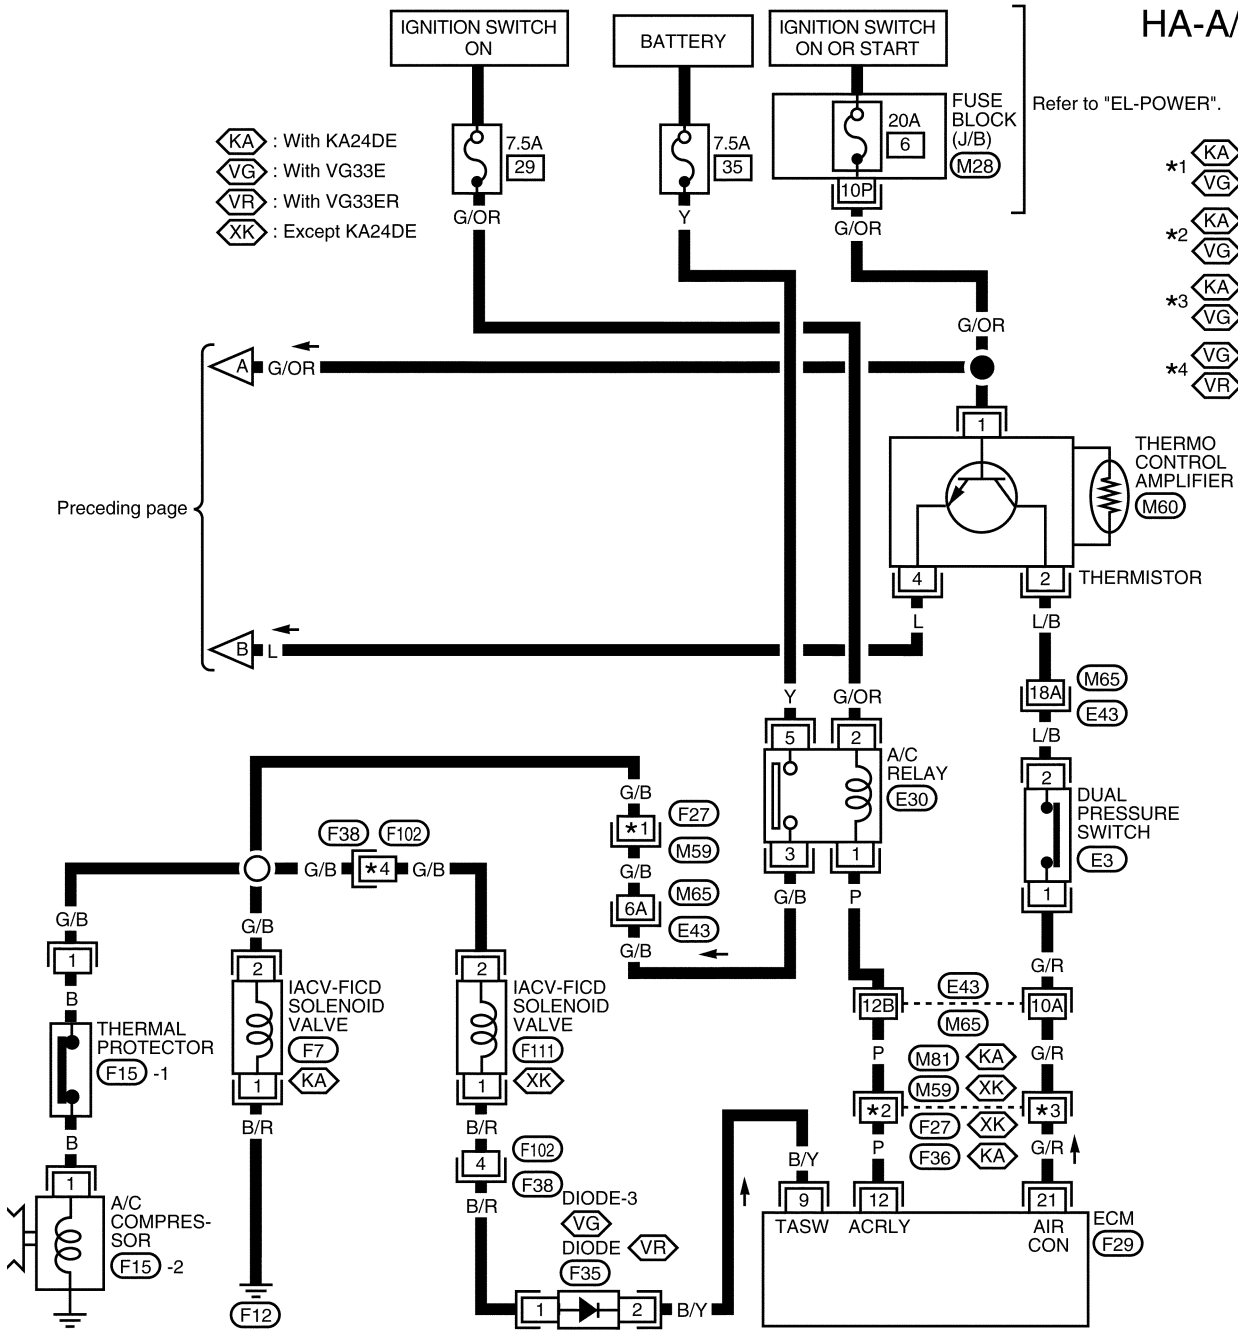 HA-A/
IGNITION SWITCH
ON
BATTERY
IGNITION SWITCH
ON OR START
7.5A
29
7.5A
35
20A
6
10P
FUSE
BLOCK
(J/B)
M28
Refer to "EL-POWER".
KA : With KA24DE
VG : With VG33E
VR : With VG33ER
XK : Except KA24DE
*1 KA
VG
*2 KA
VG
*3 KA
VG
*4 VG
VR
G/OR
Y
G/OR
G/OR
A G/OR
1
THERMO
CONTROL
AMPLIFIER
M60
Preceding page
4
2
THERMISTOR
L
L/B
B L
18A
M65
E43
L/B
Y
G/OR
5
2
A/C
RELAY
E30
3
1
2
DUAL
PRESSURE
SWITCH
E3
1
G/B
*1
F27
M59
G/B
6A
M65
E43
G/B
G/B
P
F38
F102
G/B
*4
G/B
G/B
G/B
1
B
THERMAL
PROTECTOR
F15 -1
B
1
A/C
COMPRES-
SOR
F15 -2
2
IACV-FICD
SOLENOID
VALVE
F7
KA
1
B/R
F12
2
IACV-FICD
SOLENOID
VALVE
F111
XK
1
B/R
4
F102
F38
B/R
DIODE-3
VG
DIODE VR
F35
1
2
B/Y
B/Y
G/R
12B
E43
M65
10A
P
M81 KA
M59 XK
G/R
*2
*3
P
F27 XK
F36 KA
G/R
9
12
21
TASW
ACRLY
AIR
CON
ECM
F29